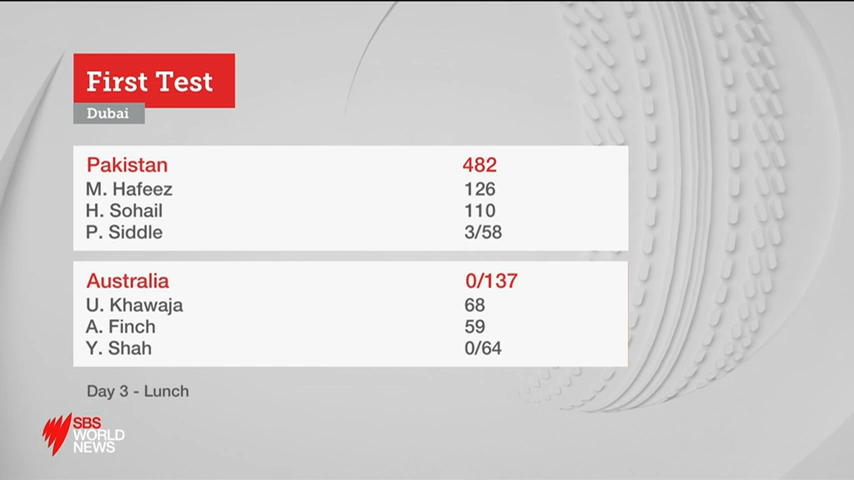 First Test
Dubai
Pakistan 482
M. Hafeez 126
H. Sohail 110
P. Siddle 3/58
Australia 0/137
U. Khawaja 68
A. Finch 59
Y. Shah 0/64
Day 3 - Lunch
SBS
WORLD
NEWS